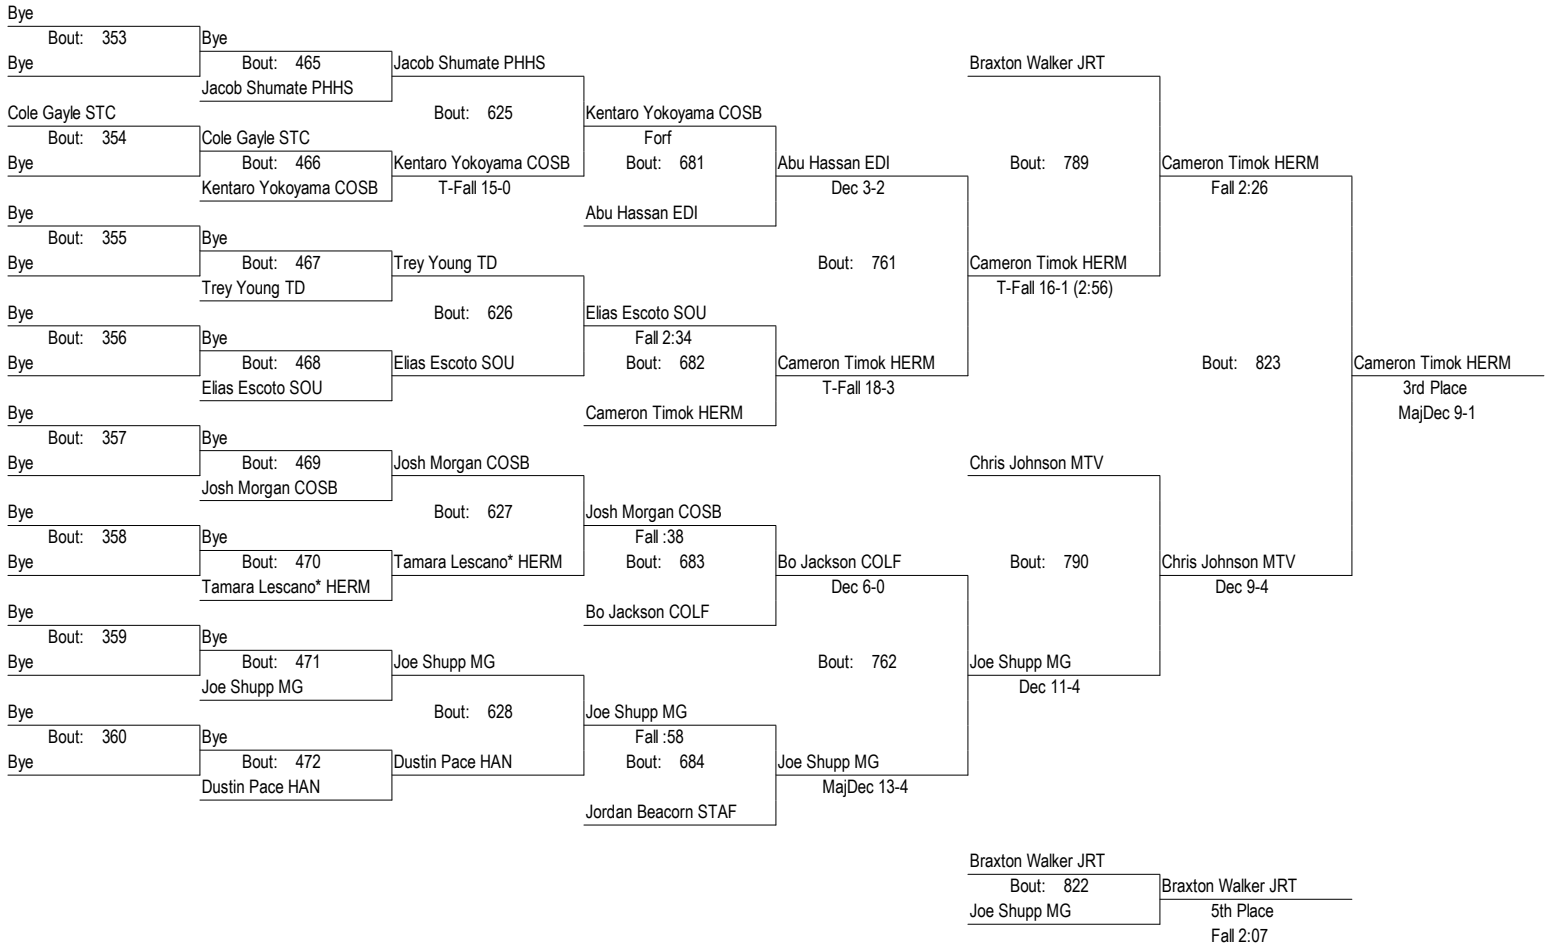 Bye
Bout: 353
Bye
Bye
Bout: 465
Jacob Shumate PHHS
Jacob Shumate PHHS
Braxton Walker JRT
Cole Gayle STC
Bout: 354
Bye
Cole Gayle STC
Bout: 466
Kentaro Yokoyama COSB
Bout: 625
Kentaro Yokoyama COSB
T-Fall 15-0
Kentaro Yokoyama COSB
Forf
Bout: 681
Abu Hassan EDI
Abu Hassan EDI
Dec 3-2
Bout: 789
Cameron Timok HERM
Fall 2:26
Bye
Bout: 355
Bye
Bye
Bout: 467
Trey Young TD
Trey Young TD
Bout: 761
Cameron Timok HERM
T-Fall 16-1 (2:56)
Bye
Bout: 356
Bye
Bye
Bout: 468
Elias Escoto SOU
Bout: 626
Elias Escoto SOU
Elias Escoto SOU
Fall 2:34
Bout: 682
Cameron Timok HERM
Cameron Timok HERM
T-Fall 18-3
Bout: 823
Cameron Timok HERM
3rd Place
MajDec 9-1
Bye
Bout: 357
Bye
Bye
Bout: 469
Josh Morgan COSB
Josh Morgan COSB
Chris Johnson MTV
Bye
Bout: 358
Bye
Bye
Bout: 470
Tamara Lescano* HERM
Bout: 627
Tamara Lescano* HERM
Josh Morgan COSB
Fall :38
Bout: 683
Bo Jackson COLF
Bo Jackson COLF
Dec 6-0
Bout: 790
Chris Johnson MTV
Dec 9-4
Bye
Bout: 359
Bye
Bye
Bout: 471
Joe Shupp MG
Joe Shupp MG
Bout: 762
Joe Shupp MG
Dec 11-4
Bye
Bout: 360
Bye
Bye
Bout: 472
Dustin Pace HAN
Bout: 628
Dustin Pace HAN
Joe Shupp MG
Fall :58
Bout: 684
Jordan Beacorn STAF
Joe Shupp MG
MajDec 13-4
Braxton Walker JRT
Bout: 822
Joe Shupp MG
Braxton Walker JRT
5th Place
Fall 2:07